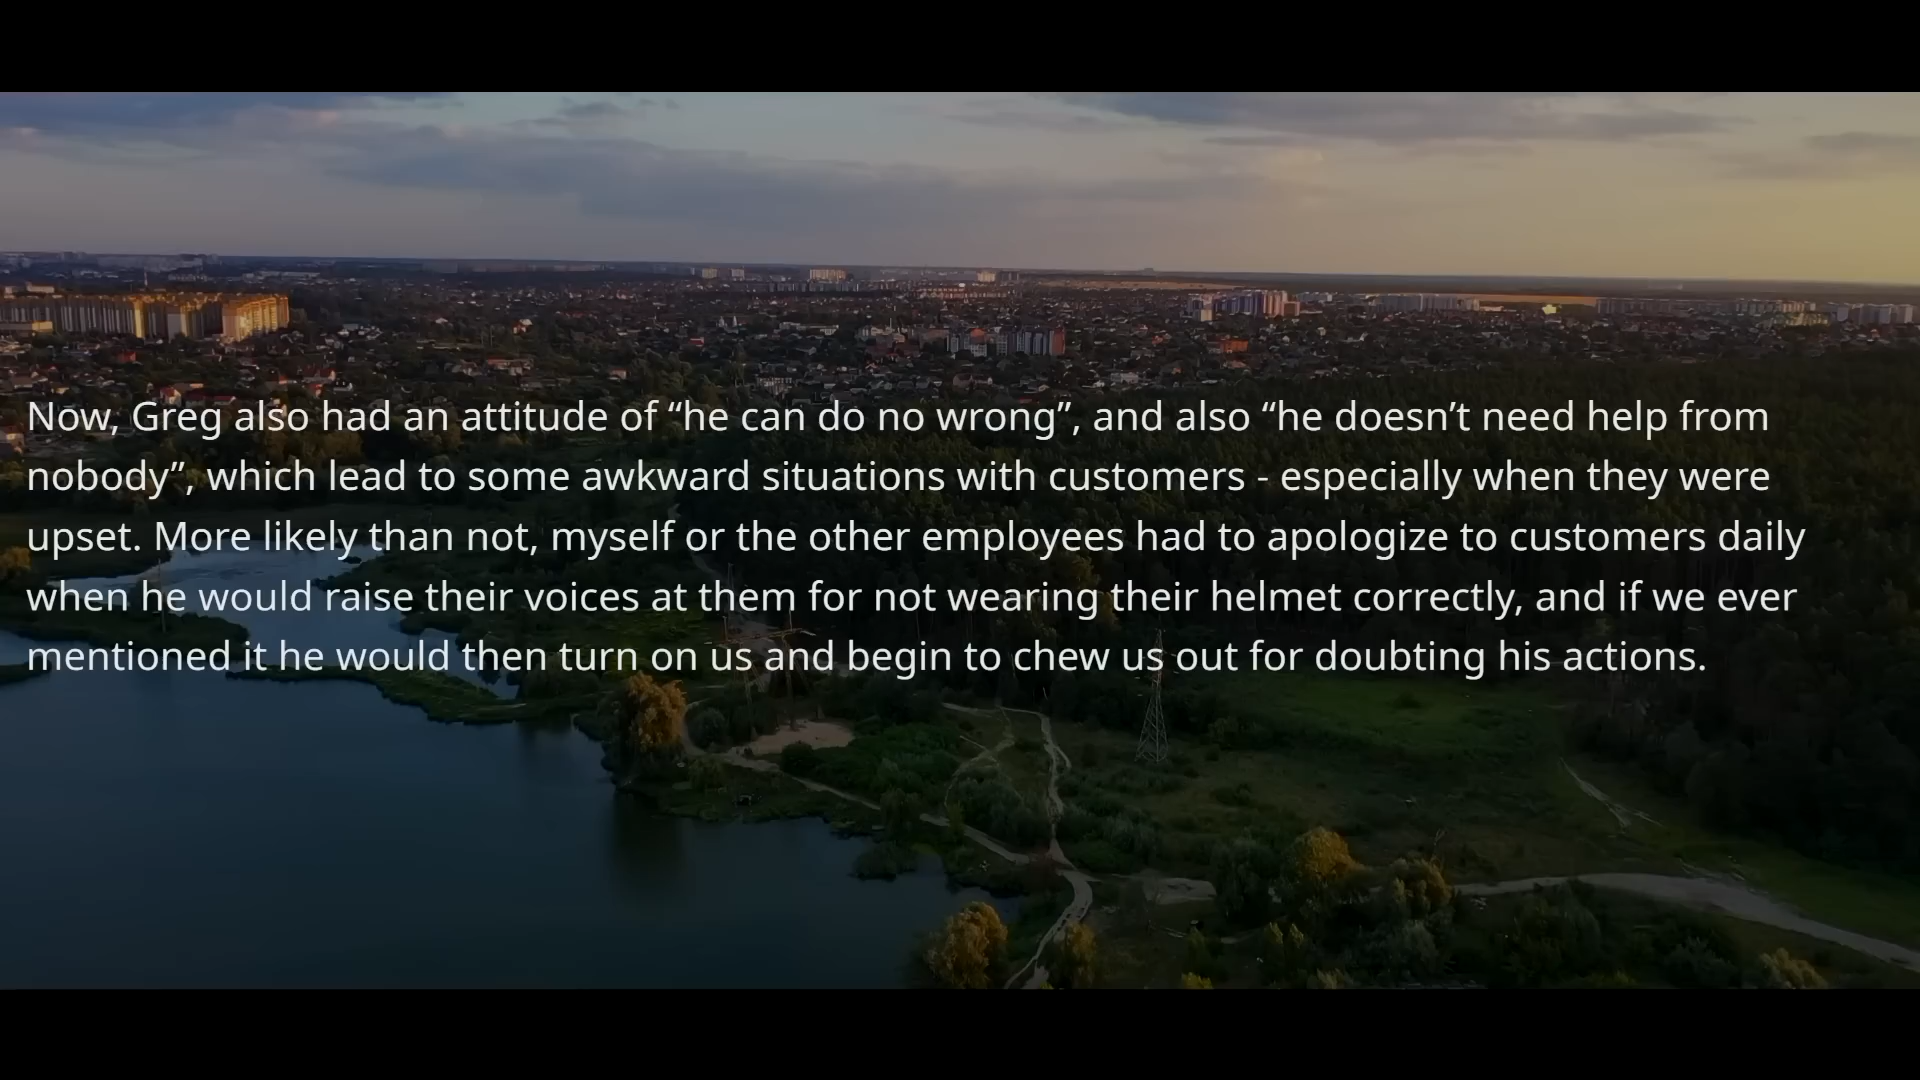 Now, Greg also had an attitude of “he can do no wrong”, and also “he doesn’t need help from
nobody”, which lead to some awkward situations with customers - especially when they were
upset. More likely than not, myself or the other employees had to apologize to customers daily
when he would raise their voices at them for not wearing their helmet correctly, and if we ever
mentioned it he would then turn on us and begin to chew us out for doubting his actions.